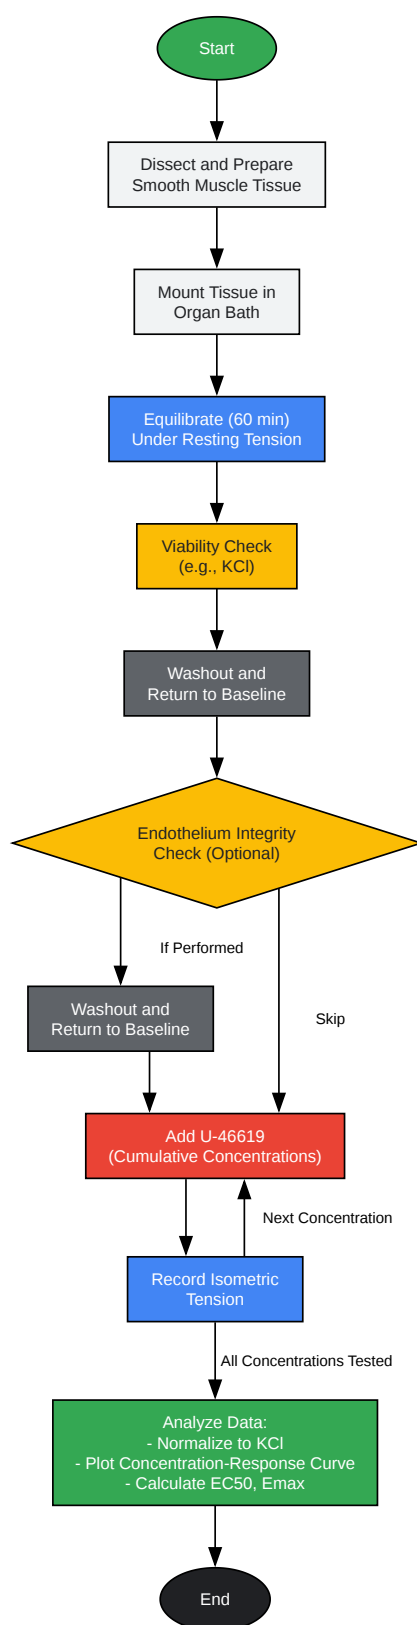 Start
Dissect and Prepare
Smooth Muscle Tissue
Mount Tissue in
Organ Bath
Equilibrate (60 min)
Under Resting Tension
Viability Check
(e.g., KCl)
Washout and
Return to Baseline
Endothelium Integrity
Check (Optional)
If Performed
Washout and
Return to Baseline
Skip
Add U-46619
(Cumulative Concentrations)
Next Concentration
Record Isometric
Tension
All Concentrations Tested
Analyze Data:
- Normalize to KCl
- Plot Concentration-Response Curve
- Calculate EC50, Emax
End